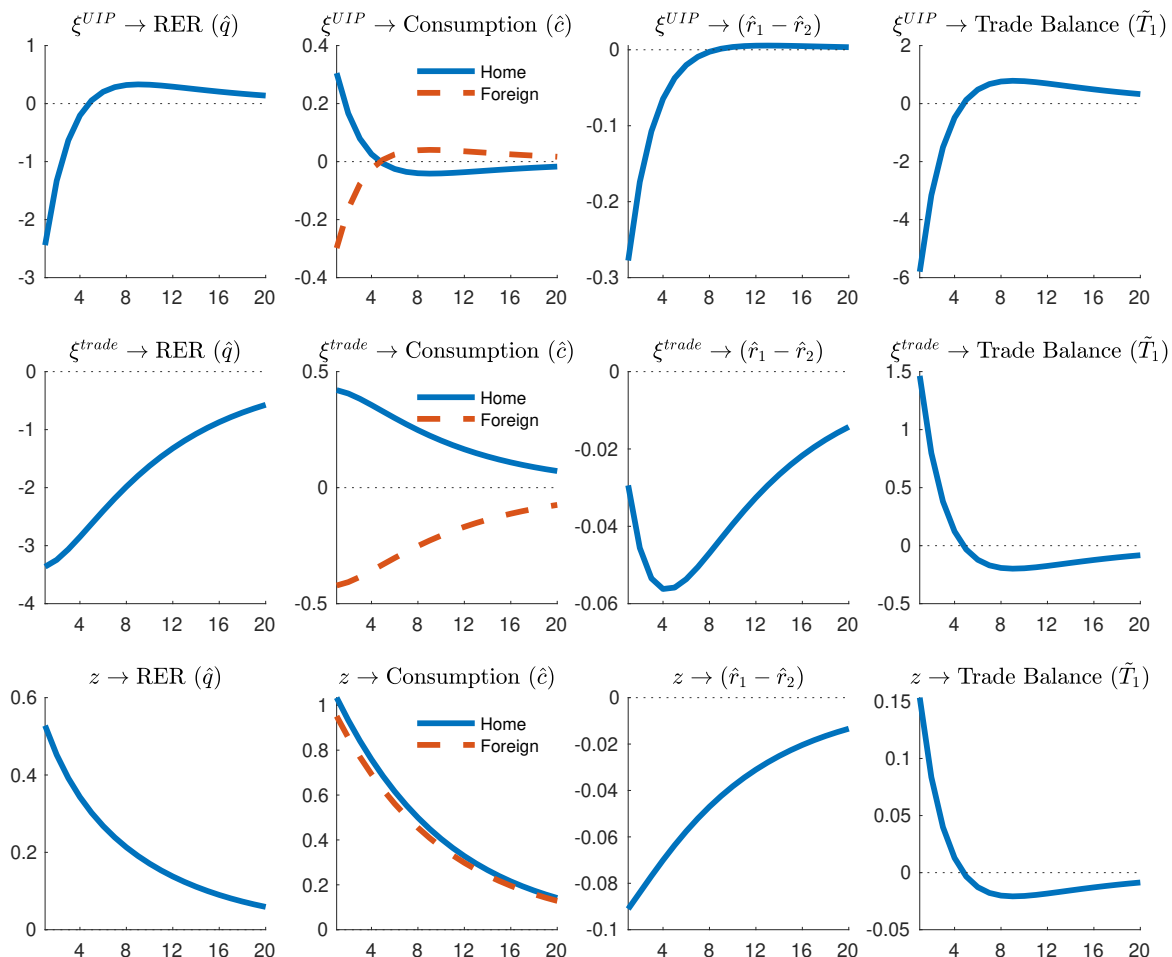 ξ^{UIP} → RER (q̂)
1
0
-1
-2
-3
4 8 12 16 20
ξ^{UIP} → Consumption (ĉ)
0.4
0.2
0
-0.2
-0.4
Home
Foreign
4 8 12 16 20
ξ^{UIP} → (r̂₁ − r̂₂)
0
-0.1
-0.2
-0.3
4 8 12 16 20
ξ^{UIP} → Trade Balance (T̃₁)
2
0
-2
-4
-6
4 8 12 16 20
ξ^{trade} → RER (q̂)
0
-1
-2
-3
-4
4 8 12 16 20
ξ^{trade} → Consumption (ĉ)
0.5
0
-0.5
Home
Foreign
4 8 12 16 20
ξ^{trade} → (r̂₁ − r̂₂)
0
-0.02
-0.04
-0.06
4 8 12 16 20
ξ^{trade} → Trade Balance (T̃₁)
1.5
1
0.5
0
-0.5
4 8 12 16 20
z → RER (q̂)
0.6
0.4
0.2
0
4 8 12 16 20
z → Consumption (ĉ)
1
0.8
0.6
0.4
0.2
0
Home
Foreign
4 8 12 16 20
z → (r̂₁ − r̂₂)
0
-0.02
-0.04
-0.06
-0.08
-0.1
4 8 12 16 20
z → Trade Balance (T̃₁)
0.15
0.1
0.05
0
-0.05
4 8 12 16 20